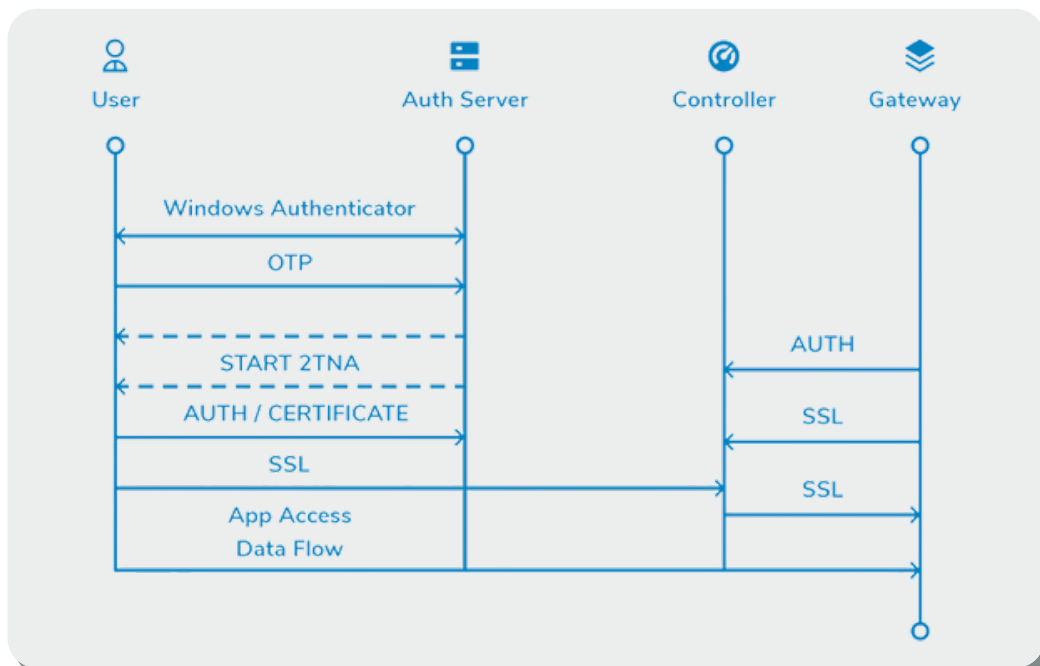 User
Auth Server
Controller
Gateway
Windows Authenticator
OTP
START 2TNA
AUTH
AUTH / CERTIFICATE
SSL
SSL
SSL
App Access
Data Flow